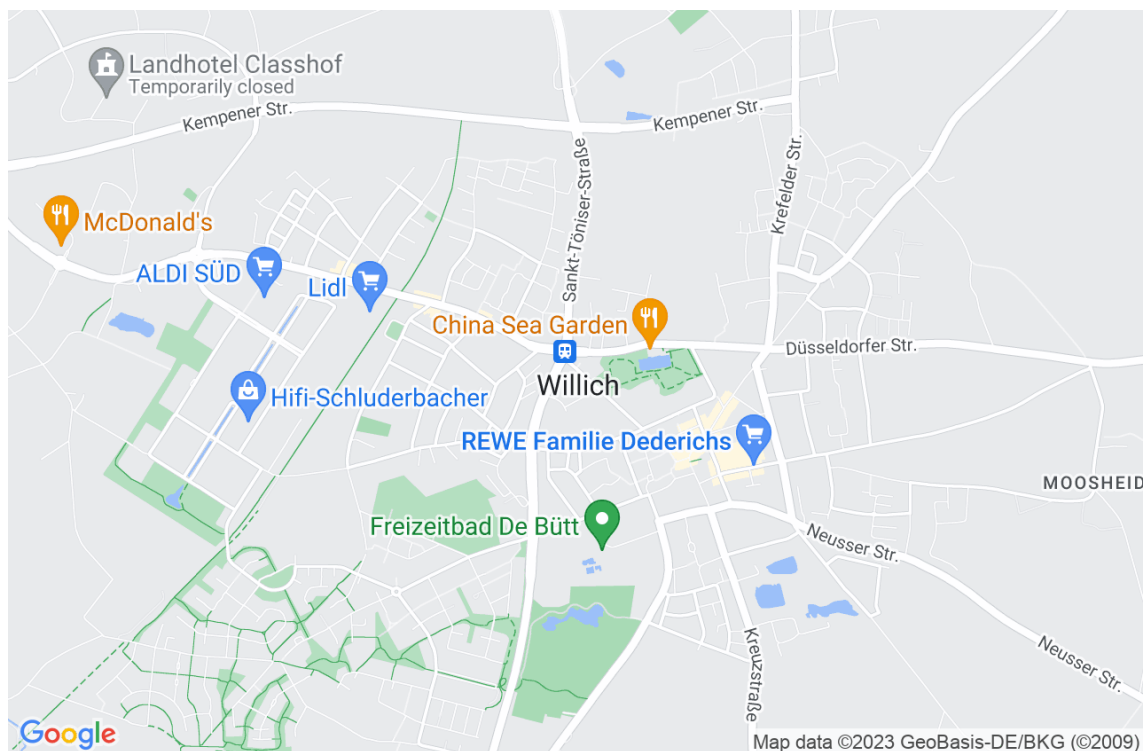 Landhotel Classhof
Temporarily closed
Kempener Str.
Kempener Str.
Sankt-Töniser-Straße
Krefelder Str.
McDonald's
ALDI SÜD
Lidl
China Sea Garden
Düsseldorfer Str.
Willich
Hifi-Schluderbacher
REWE Familie Dederichs
MOOSHEID
Freizeitbad De Bütt
Neusser Str.
Kreuzstraße
Neusser Str.
Google
Map data ©2023 GeoBasis-DE/BKG (©2009)